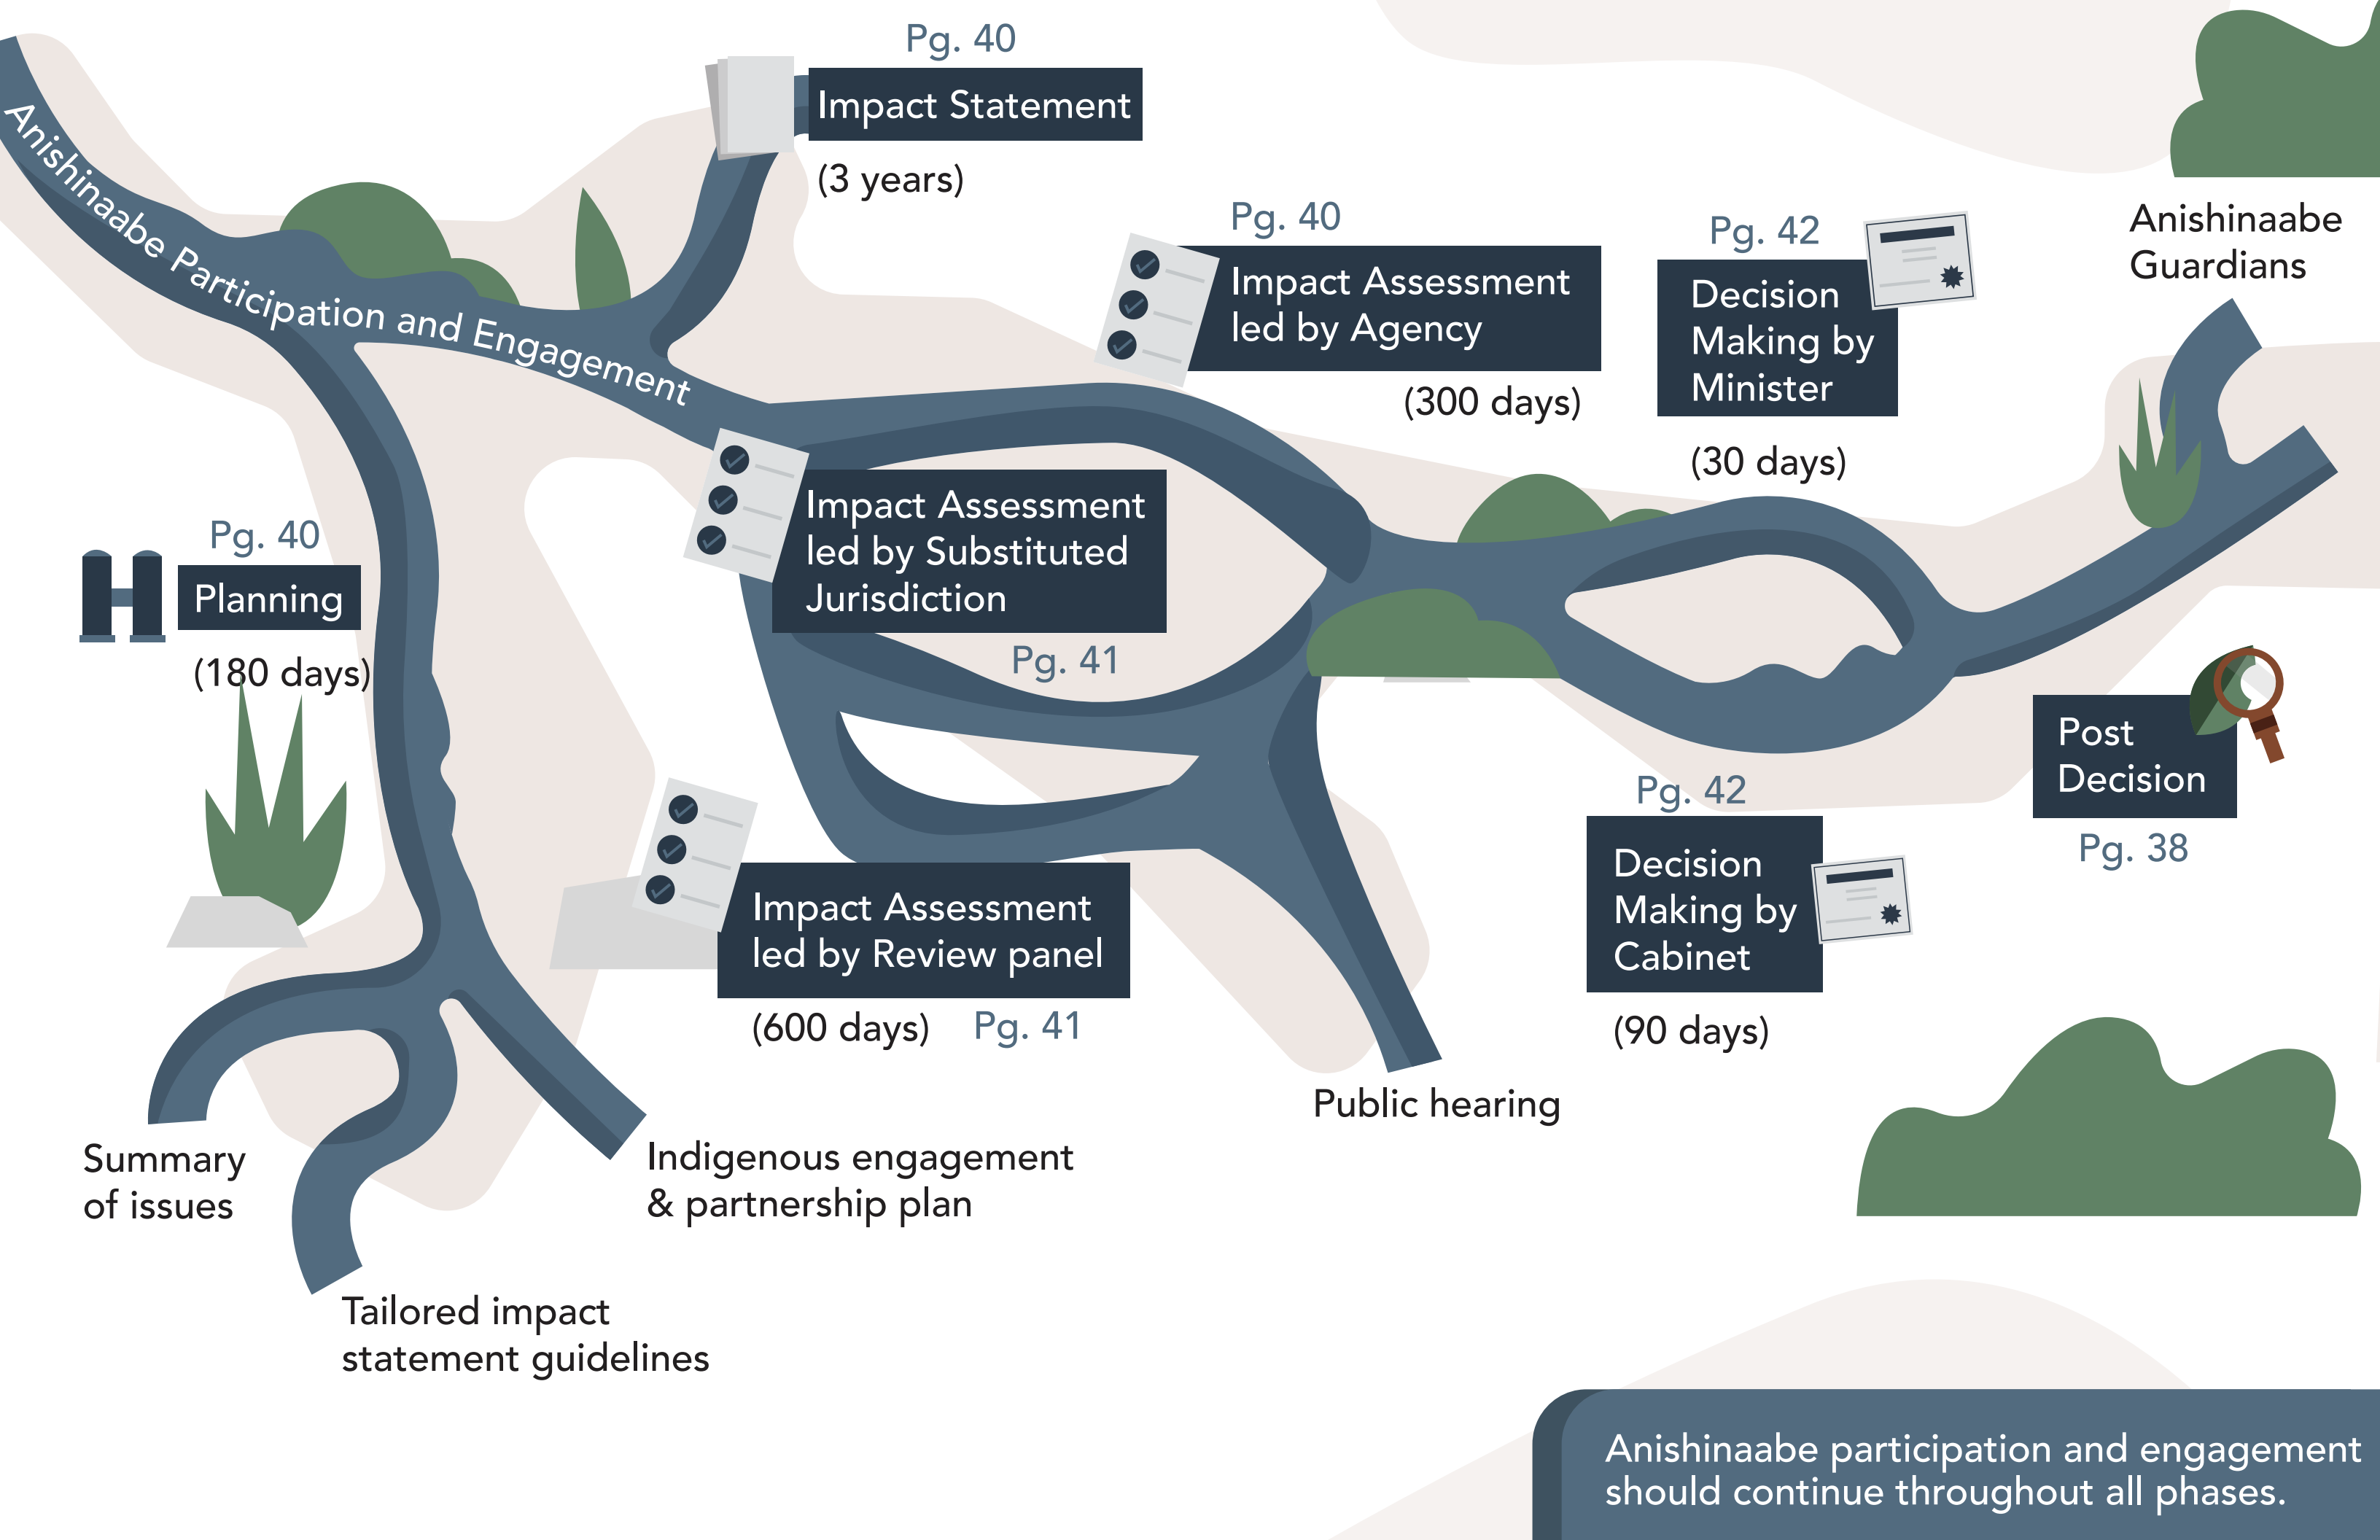 Anishinaabe Participation and Engagement
Pg. 40
Impact Statement
(3 years)
Pg. 40
Impact Assessment
led by Agency
(300 days)
Pg. 42
Decision
Making by
Minister
(30 days)
Anishinaabe
Guardians
Pg. 40
Planning
(180 days)
Impact Assessment
led by Substituted
Jurisdiction
Pg. 41
Impact Assessment
led by Review panel
(600 days)
Pg. 41
Pg. 42
Decision
Making by
Cabinet
(90 days)
Post
Decision
Pg. 38
Public hearing
Summary
of issues
Indigenous engagement
& partnership plan
Tailored impact
statement guidelines
Anishinaabe participation and engagement
should continue throughout all phases.